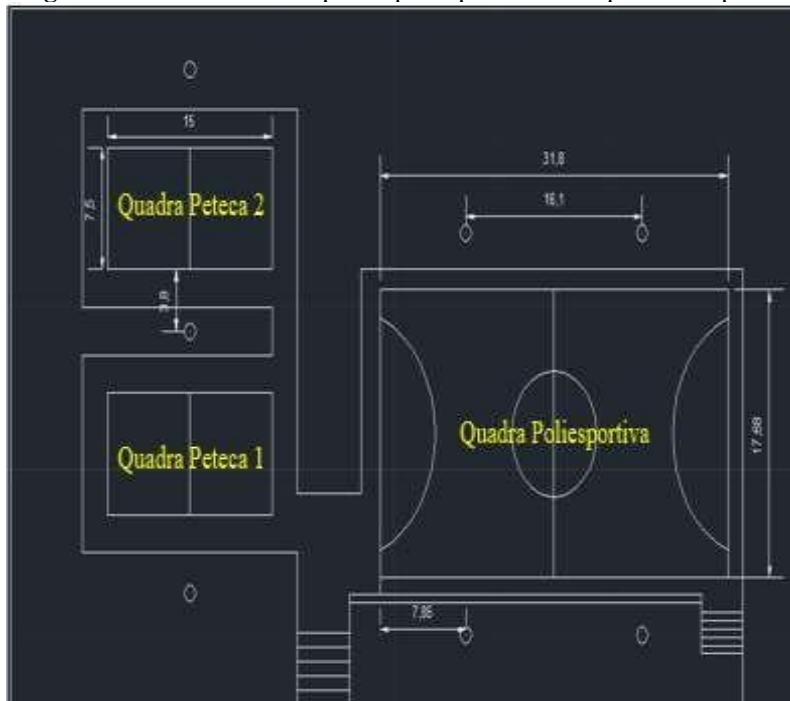 15
7,5
Quadra Peteca 2
31,8
16,1
3,9
17,68
Quadra Poliesportiva
Quadra Peteca 1
7,85